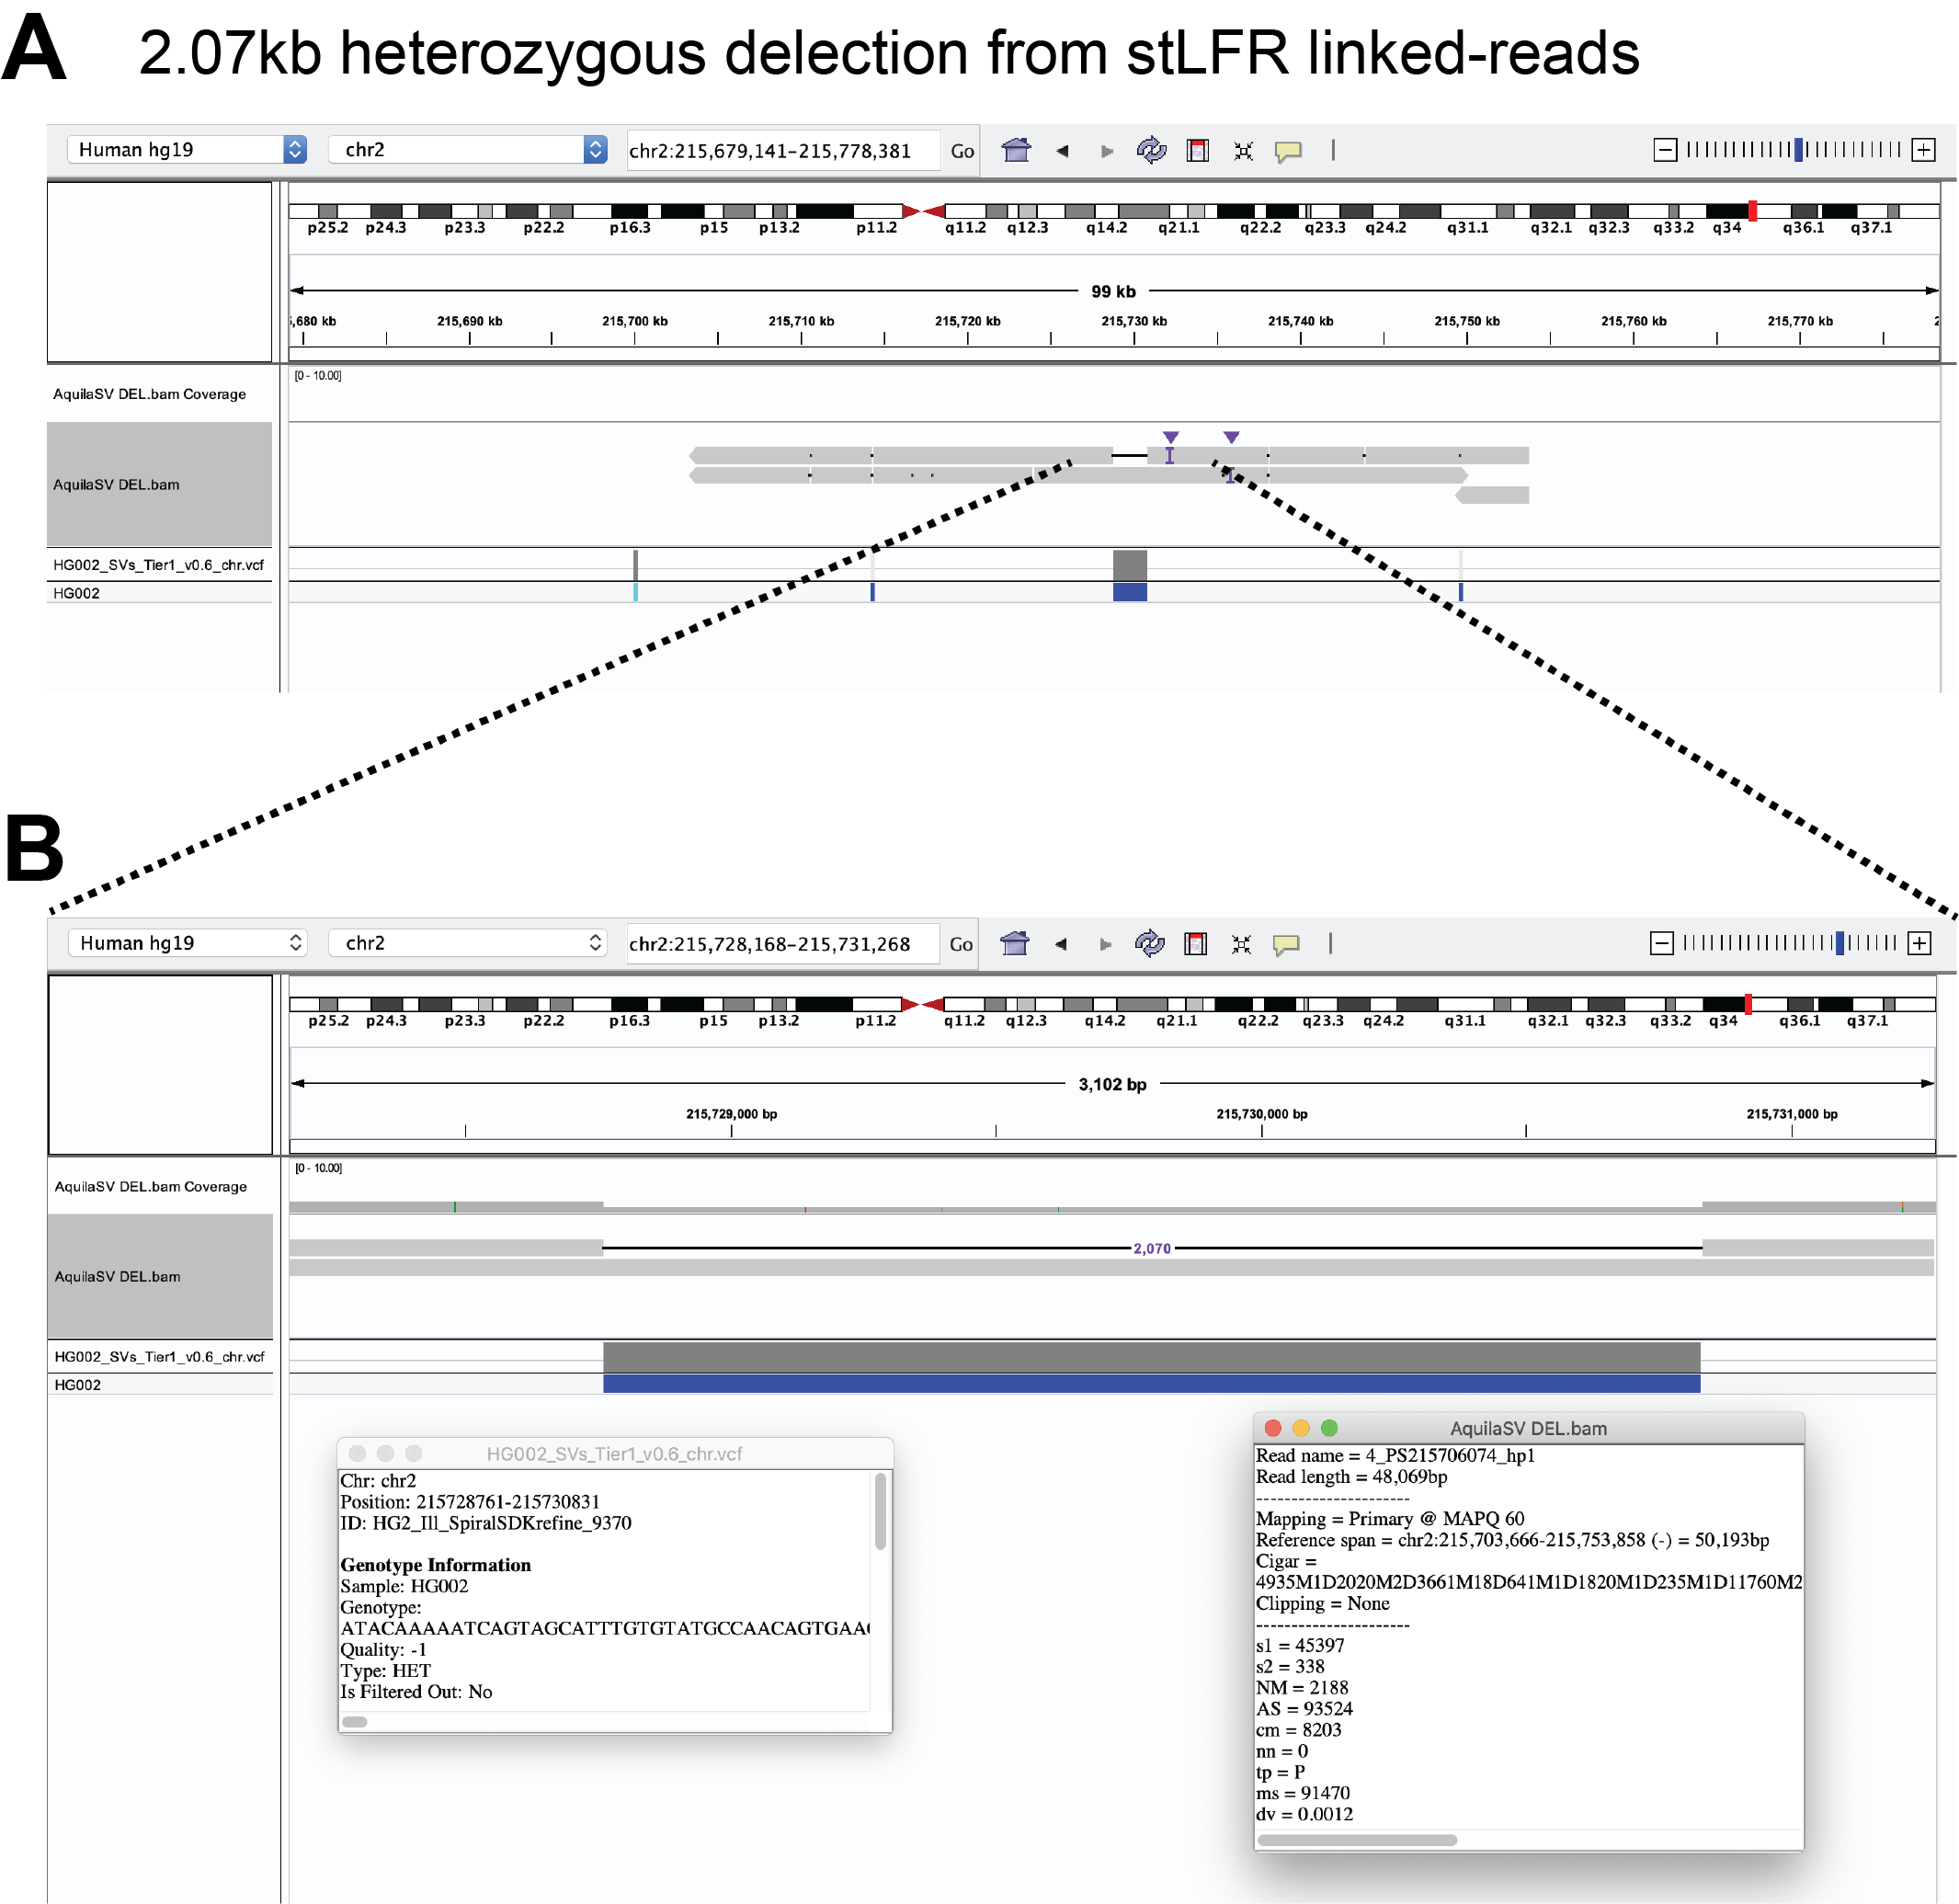 A 2.07kb heterozygous delection from stLFR linked-reads
Human hg19 chr2 chr2:215,679,141-215,778,381 Go
p25.2 p24.3 p23.3 p22.2 p16.3 p15 p13.2 p11.2 q11.2 q12.3 q14.2 q21.1 q22.2 q23.3 q24.2 q31.1 q32.1 q32.3 q33.2 q34 q36.1 q37.1
99 kb
,680 kb 215,690 kb 215,700 kb 215,710 kb 215,720 kb 215,730 kb 215,740 kb 215,750 kb 215,760 kb 215,770 kb 2
[0 - 10.00]
AquilaSV DEL.bam Coverage
AquilaSV DEL.bam
HG002_SVs_Tier1_v0.6_chr.vcf
HG002
B
Human hg19 chr2 chr2:215,728,168-215,731,268 Go
p25.2 p24.3 p23.3 p22.2 p16.3 p15 p13.2 p11.2 q11.2 q12.3 q14.2 q21.1 q22.2 q23.3 q24.2 q31.1 q32.1 q32.3 q33.2 q34 q36.1 q37.1
3,102 bp
215,729,000 bp 215,730,000 bp 215,731,000 bp
[0 - 10.00]
AquilaSV DEL.bam Coverage
2,070
AquilaSV DEL.bam
HG002_SVs_Tier1_v0.6_chr.vcf
HG002
HG002_SVs_Tier1_v0.6_chr.vcf
Chr: chr2
Position: 215728761-215730831
ID: HG2_Ill_SpiralSDKrefine_9370
Genotype Information
Sample: HG002
Genotype:
ATACAAAAATCAGTAGCATTTGTGTATGCCAACAGTGAA
Quality: -1
Type: HET
Is Filtered Out: No
AquilaSV DEL.bam
Read name = 4_PS215706074_hp1
Read length = 48,069bp
----------------------
Mapping = Primary @ MAPQ 60
Reference span = chr2:215,703,666-215,753,858 (-) = 50,193bp
Cigar =
4935M1D2020M2D3661M18D641M1D1820M1D235M1D11760M2
Clipping = None
----------------------
s1 = 45397
s2 = 338
NM = 2188
AS = 93524
cm = 8203
nn = 0
tp = P
ms = 91470
dv = 0.0012